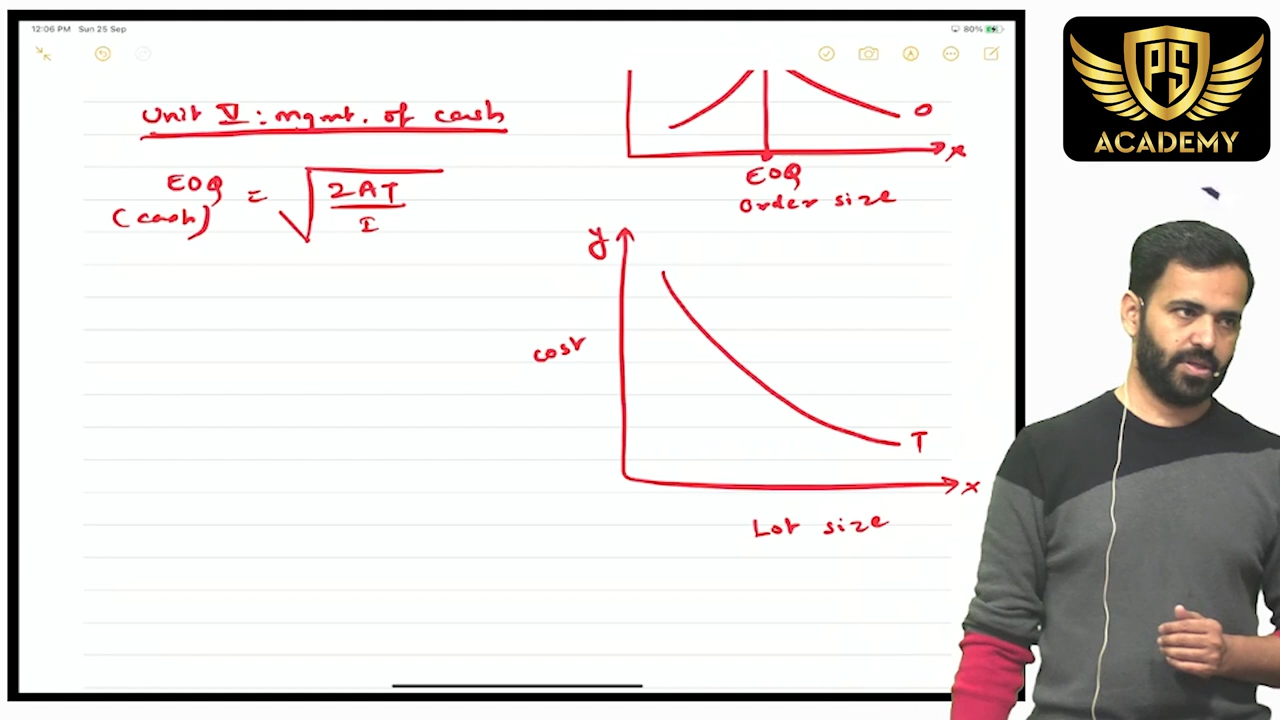 12:06 PM Sun 25 Sep
80%
PS
ACADEMY
Unit V : mgmt. of cash
EOQ (cash) = √2AT/I
O
x
EOQ
Order size
y
cost
T
x
Lot size